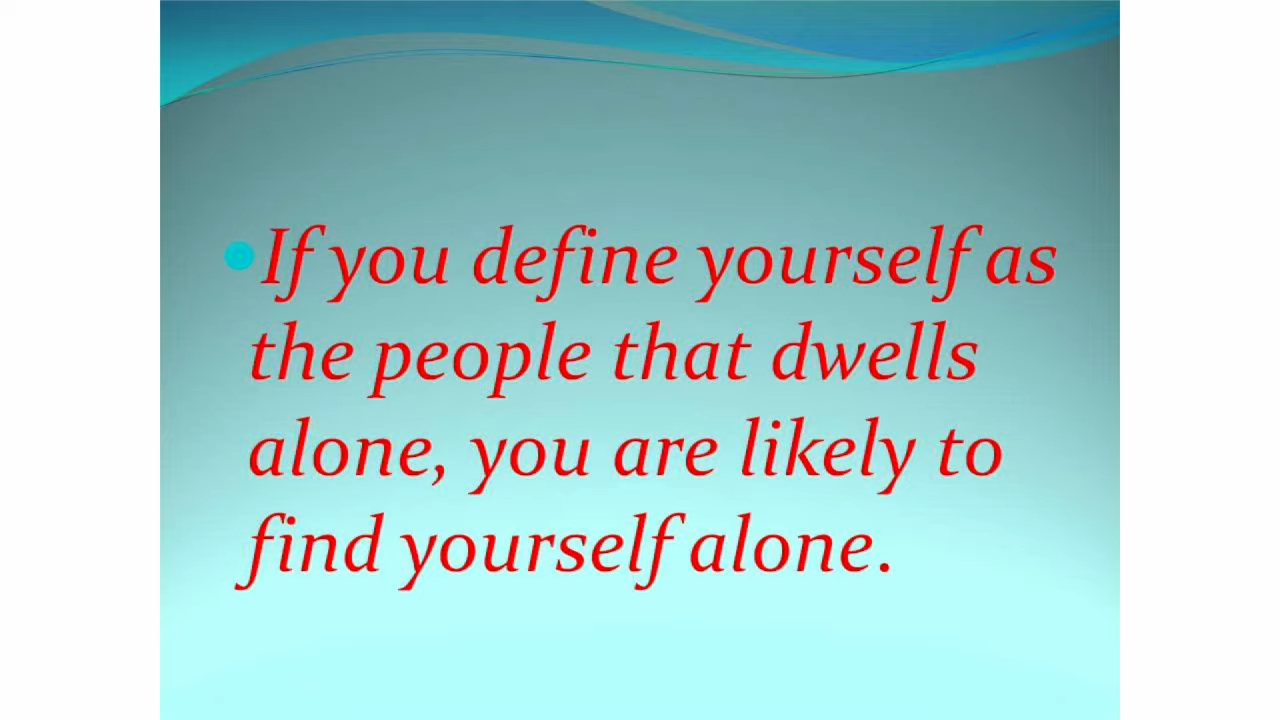 If you define yourself as
the people that dwells
alone, you are likely to
find yourself alone.